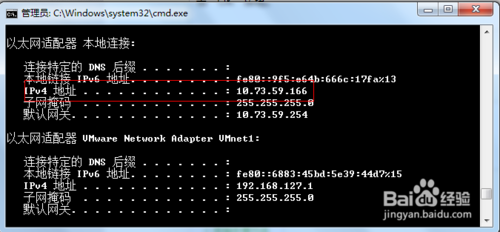 管理员: C:\Windows\system32\cmd.exe
以太网适配器 本地连接:
连接特定的 DNS 后缀 . . . . . . . :
本地链接 IPv6 地址. . . . . . . . : fe80::9f5:e64b:666c:17fa%13
IPv4 地址 . . . . . . . . . . . . : 10.73.59.166
子网掩码 . . . . . . . . . . . . : 255.255.255.0
默认网关. . . . . . . . . . . . . : 10.73.59.254
以太网适配器 VMware Network Adapter VMnet1:
连接特定的 DNS 后缀 . . . . . . . :
本地链接 IPv6 地址. . . . . . . . : fe80::6883:45bd:5e39:44d7%15
IPv4 地址 . . . . . . . . . . . . : 192.168.127.1
子网掩码 . . . . . . . . . . . . : 255.255.255.0
默认网关. . . . . . . . . . . . . :
Baidu 经验
jingyan.baidu.com